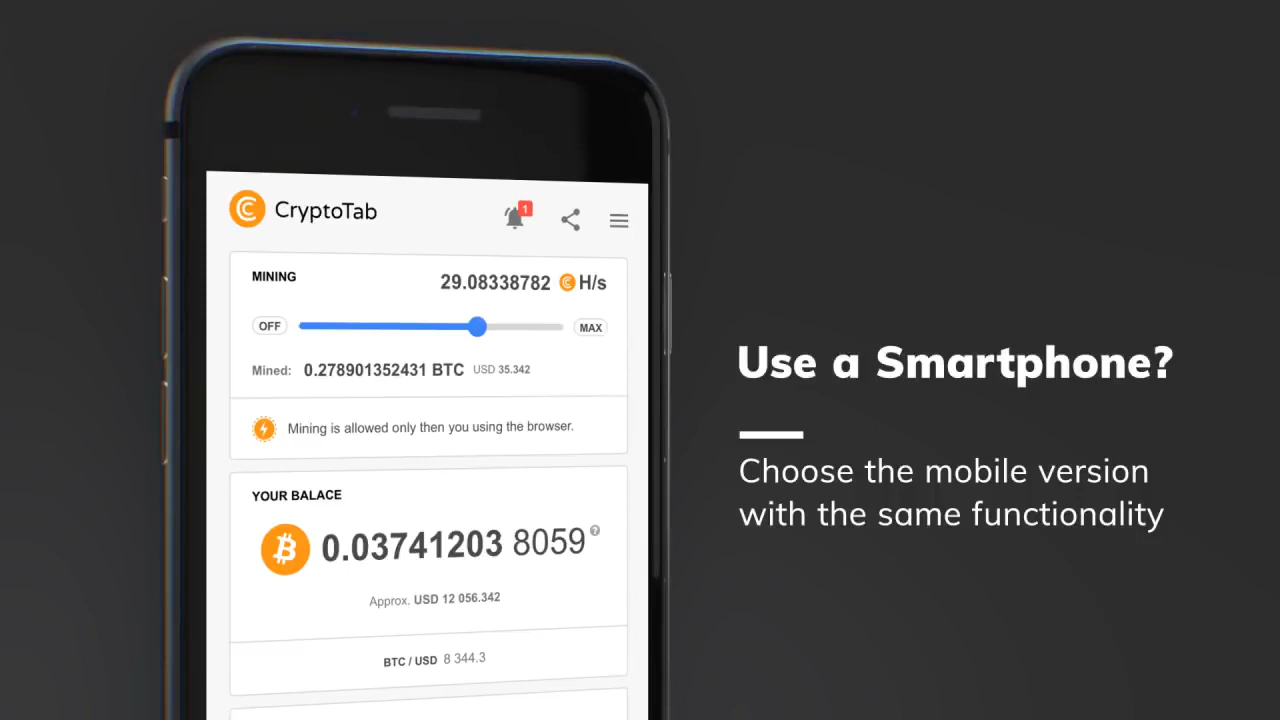 CryptoTab
1
MINING
29.08338782 H/s
OFF
MAX
Mined: 0.278901352431 BTC USD 35.342
Mining is allowed only then you using the browser.
YOUR BALACE
0.03741203 8059 ?
Approx. USD 12 056.342
BTC / USD 8 344.3
Use a Smartphone?
Choose the mobile version
with the same functionality